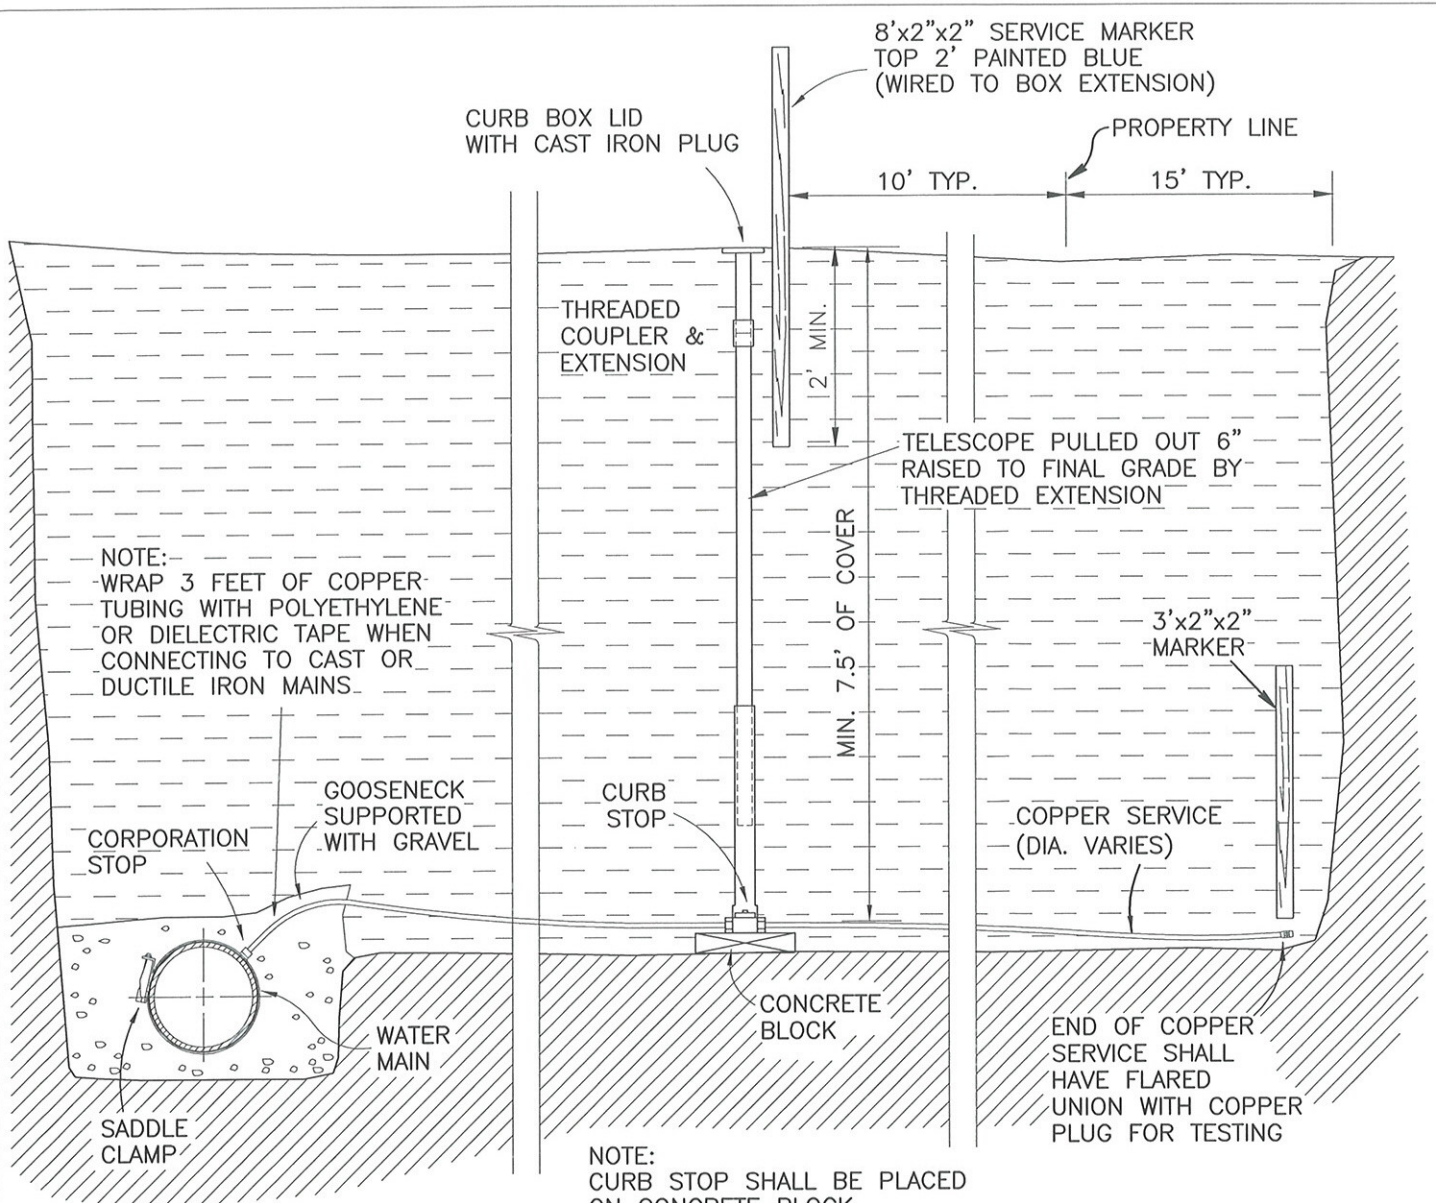 8'x2"x2" SERVICE MARKER
TOP 2' PAINTED BLUE
(WIRED TO BOX EXTENSION)
CURB BOX LID
WITH CAST IRON PLUG
PROPERTY LINE
10' TYP.
15' TYP.
THREADED
COUPLER &
EXTENSION
2' MIN.
TELESCOPE PULLED OUT 6"
RAISED TO FINAL GRADE BY
THREADED EXTENSION
MIN. 7.5' OF COVER
NOTE:
WRAP 3 FEET OF COPPER
TUBING WITH POLYETHYLENE
OR DIELECTRIC TAPE WHEN
CONNECTING TO CAST OR
DUCTILE IRON MAINS
3'x2"x2"
MARKER
GOOSENECK
SUPPORTED
WITH GRAVEL
CURB
STOP
COPPER SERVICE
(DIA. VARIES)
CORPORATION
STOP
CONCRETE
BLOCK
WATER
MAIN
END OF COPPER
SERVICE SHALL
HAVE FLARED
UNION WITH COPPER
PLUG FOR TESTING
SADDLE
CLAMP
NOTE:
CURB STOP SHALL BE PLACED
ON CONCRETE BLOCK